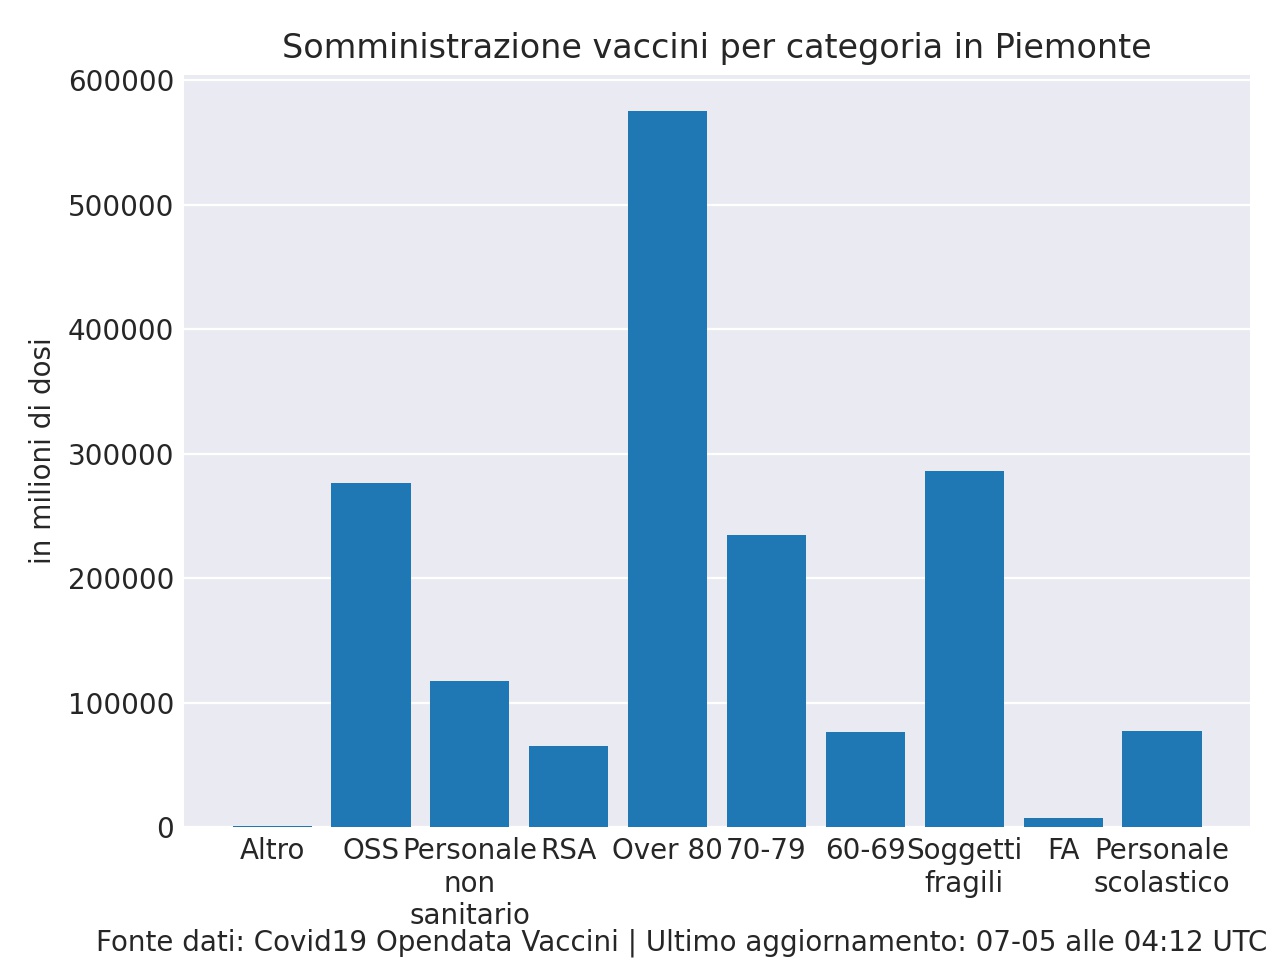 Somministrazione vaccini per categoria in Piemonte
600000
500000
400000
300000
200000
100000
0
in milioni di dosi
Altro
OSS
Personale
non
sanitario
RSA
Over 80
70-79
60-69
Soggetti
fragili
FA
Personale
scolastico
Fonte dati: Covid19 Opendata Vaccini | Ultimo aggiornamento: 07-05 alle 04:12 UTC